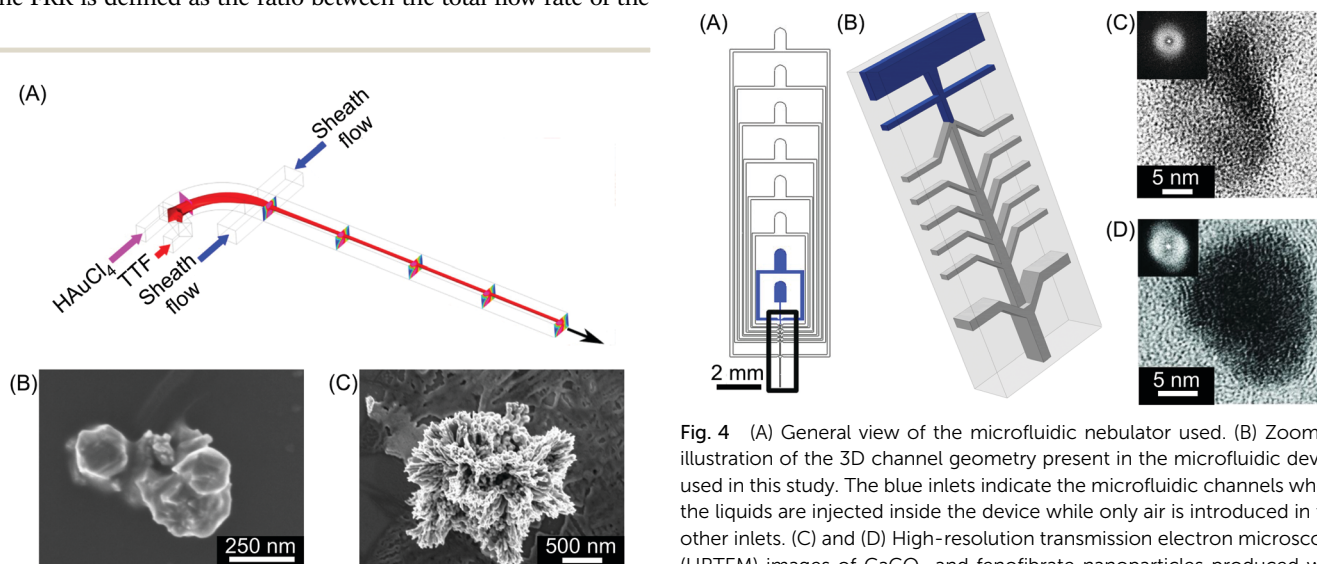 ne FRR is defined as the ratio between the total flow rate of the
(A)
Sheath
flow
HAuCl4
TTF
Sheath
flow
(B)
250 nm
(C)
500 nm
(A)
2 mm
(B)
(C)
5 nm
(D)
5 nm
Fig. 4 (A) General view of the microfluidic nebulator used. (B) Zoom
illustration of the 3D channel geometry present in the microfluidic dev
used in this study. The blue inlets indicate the microfluidic channels wh
the liquids are injected inside the device while only air is introduced in
other inlets. (C) and (D) High-resolution transmission electron microsco